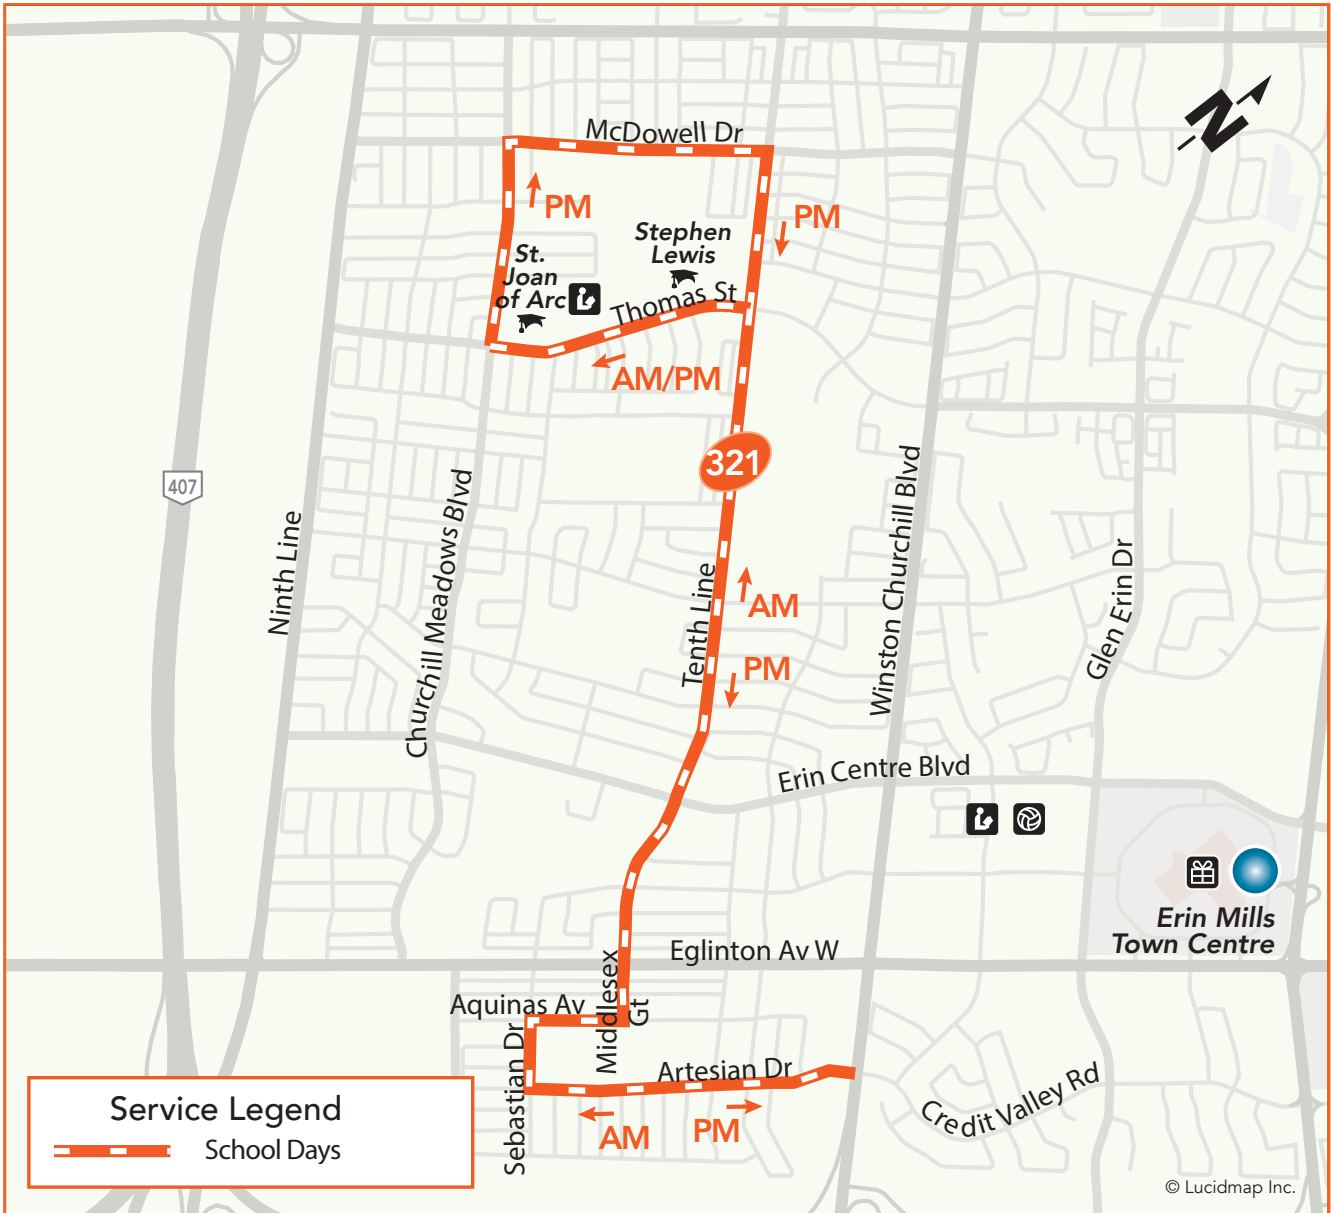 McDowell Dr
N
PM
PM
Stephen
Lewis
St.
Joan
of Arc
Thomas St
AM/PM
321
407
Ninth Line
Churchill Meadows Blvd
Tenth Line
Winston Churchill Blvd
Glen Erin Dr
AM
PM
Erin Centre Blvd
Erin Mills
Town Centre
Eglinton Av W
Aquinas Av
Middlesex
Gt
Sebastian Dr
Artesian Dr
AM
PM
Credit Valley Rd
Service Legend
School Days
© Lucidmap Inc.